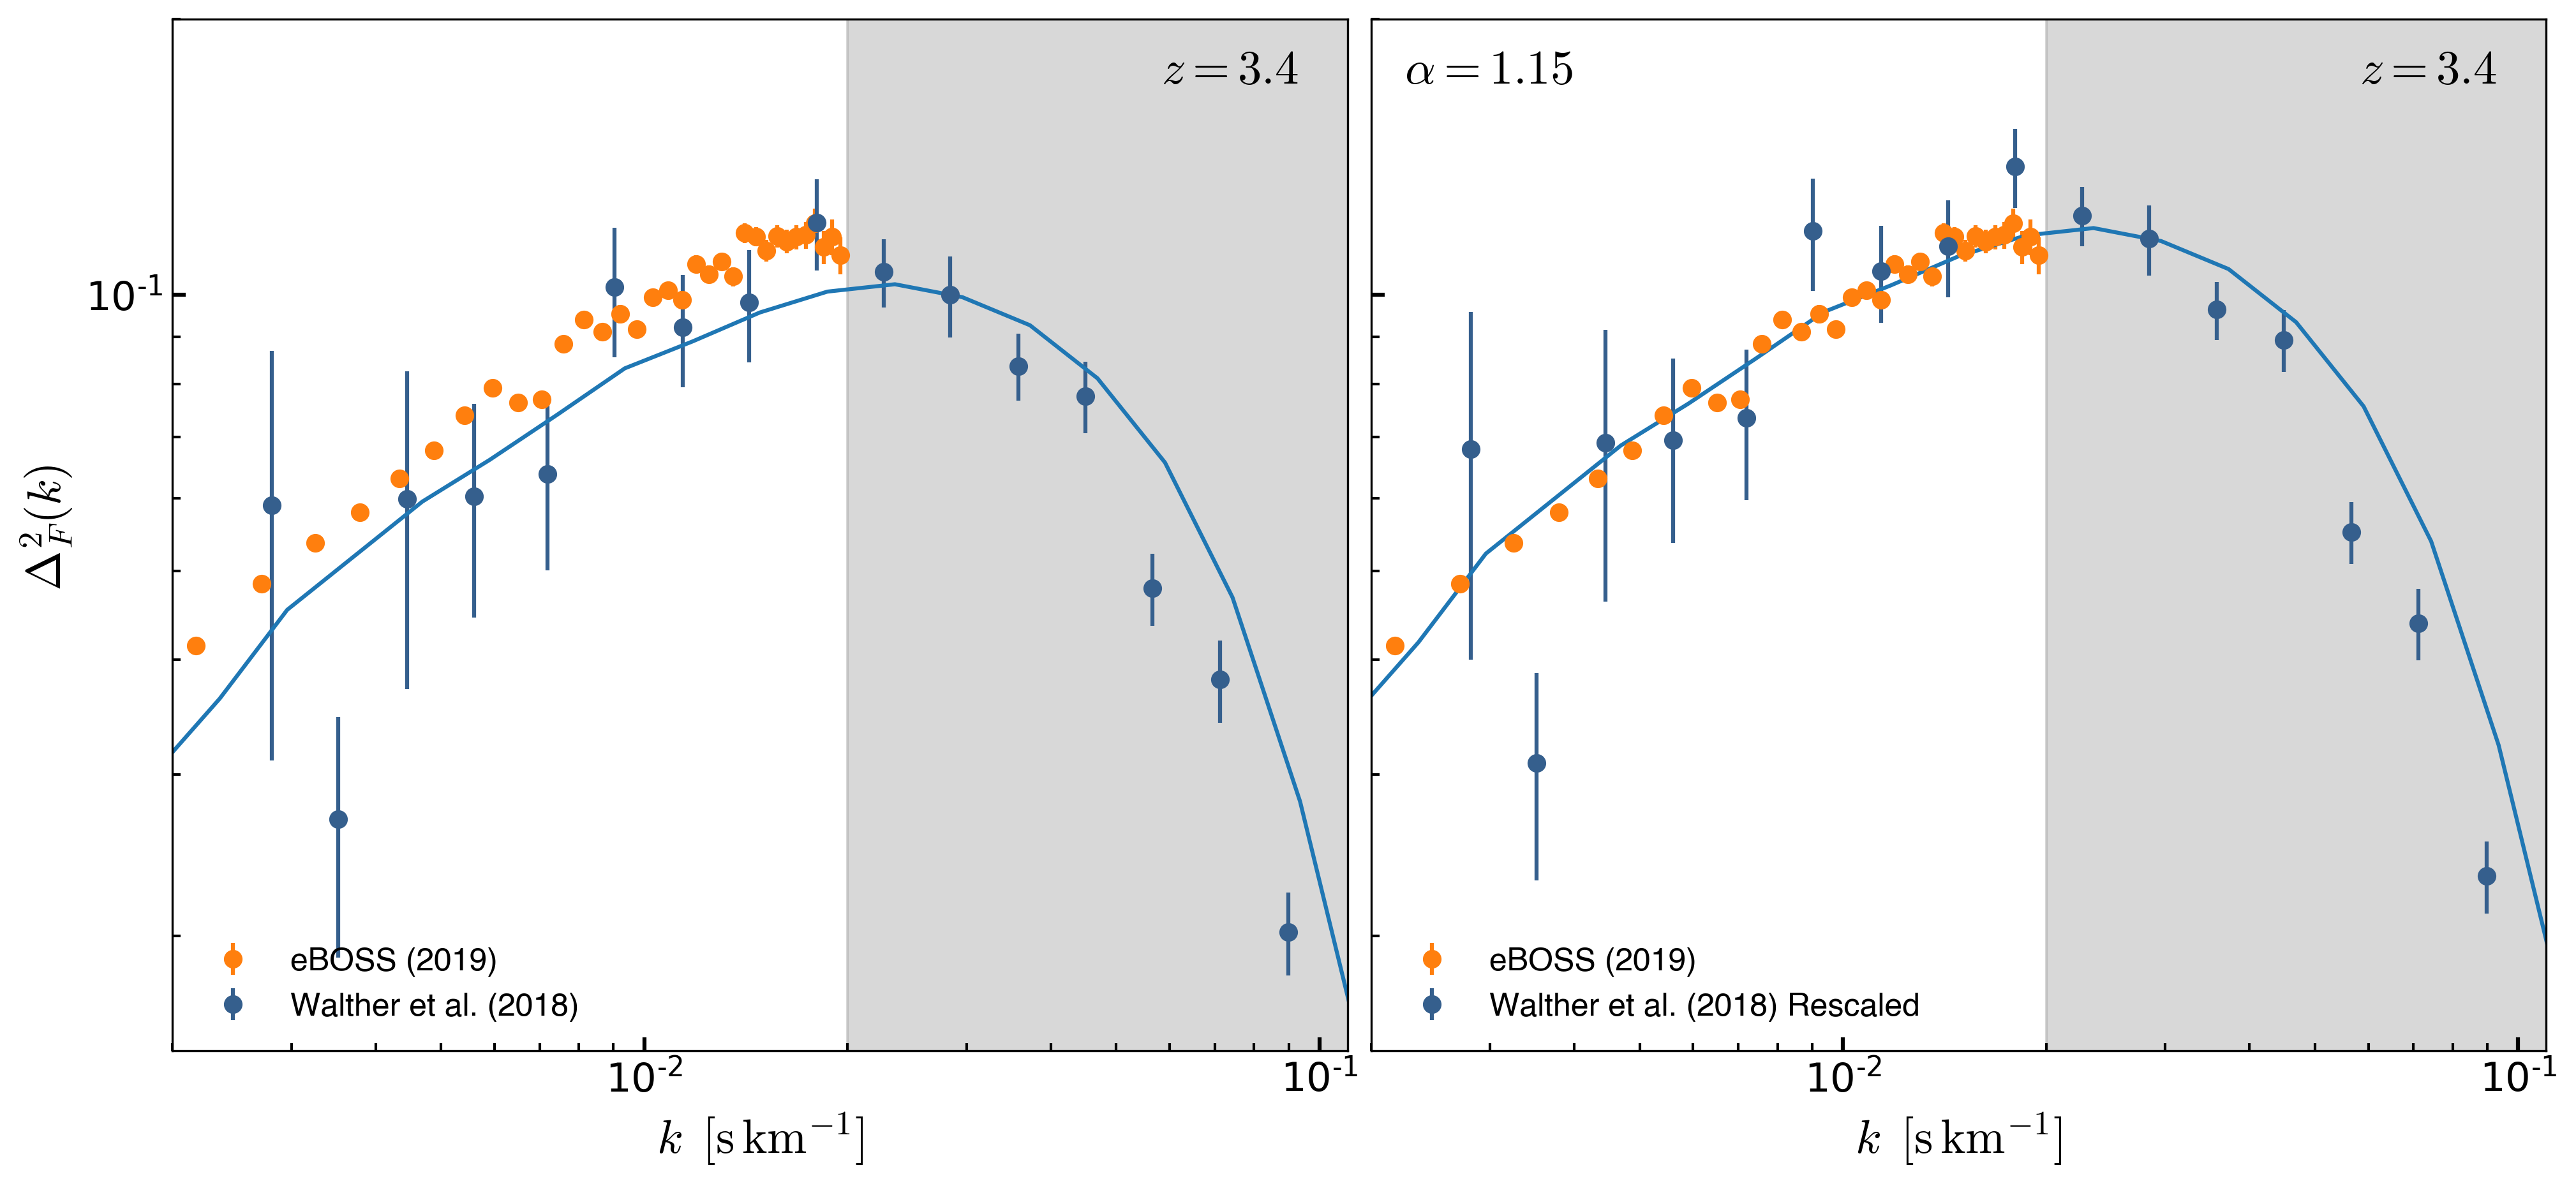 z = 3.4
10⁻¹
Δ²_F(k)
eBOSS (2019)
Walther et al. (2018)
10⁻² 10⁻¹
k [s km⁻¹]
α = 1.15 z = 3.4
eBOSS (2019)
Walther et al. (2018) Rescaled
10⁻² 10⁻¹
k [s km⁻¹]